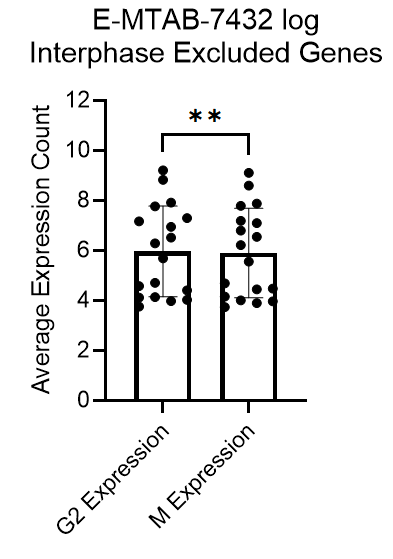 E-MTAB-7432 log
Interphase Excluded Genes
**
Average Expression Count
12
10
8
6
4
2
0
G2 Expression
M Expression